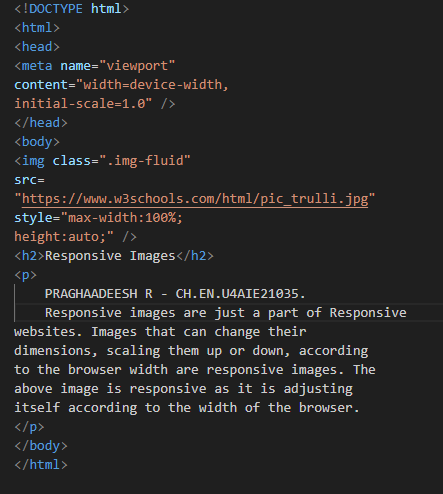 <!DOCTYPE html>
<html>
<head>
<meta name="viewport"
content="width=device-width,
initial-scale=1.0" />
</head>
<body>
<img class=".img-fluid"
src=
"https://www.w3schools.com/html/pic_trulli.jpg"
style="max-width:100%;
height:auto;" />
<h2>Responsive Images</h2>
<p>
PRAGHAADEESH R - CH.EN.U4AIE21035.
Responsive images are just a part of Responsive
websites. Images that can change their
dimensions, scaling them up or down, according
to the browser width are responsive images. The
above image is responsive as it is adjusting
itself according to the width of the browser.
</p>
</body>
</html>